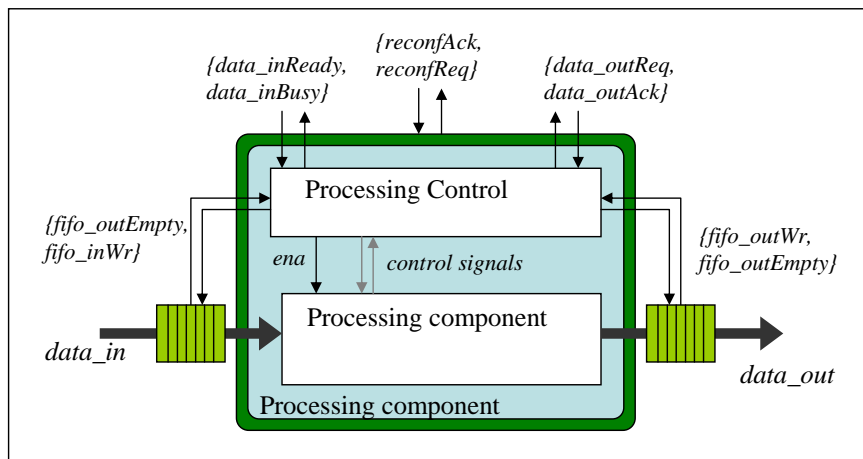 {reconfAck,
reconfReq}
{data_inReady,
data_inBusy}
{data_outReq,
data_outAck}
Processing Control
{fifo_outEmpty,
fifo_inWr}
{fifo_outWr,
fifo_outEmpty}
ena
control signals
Processing component
data_in
data_out
Processing component